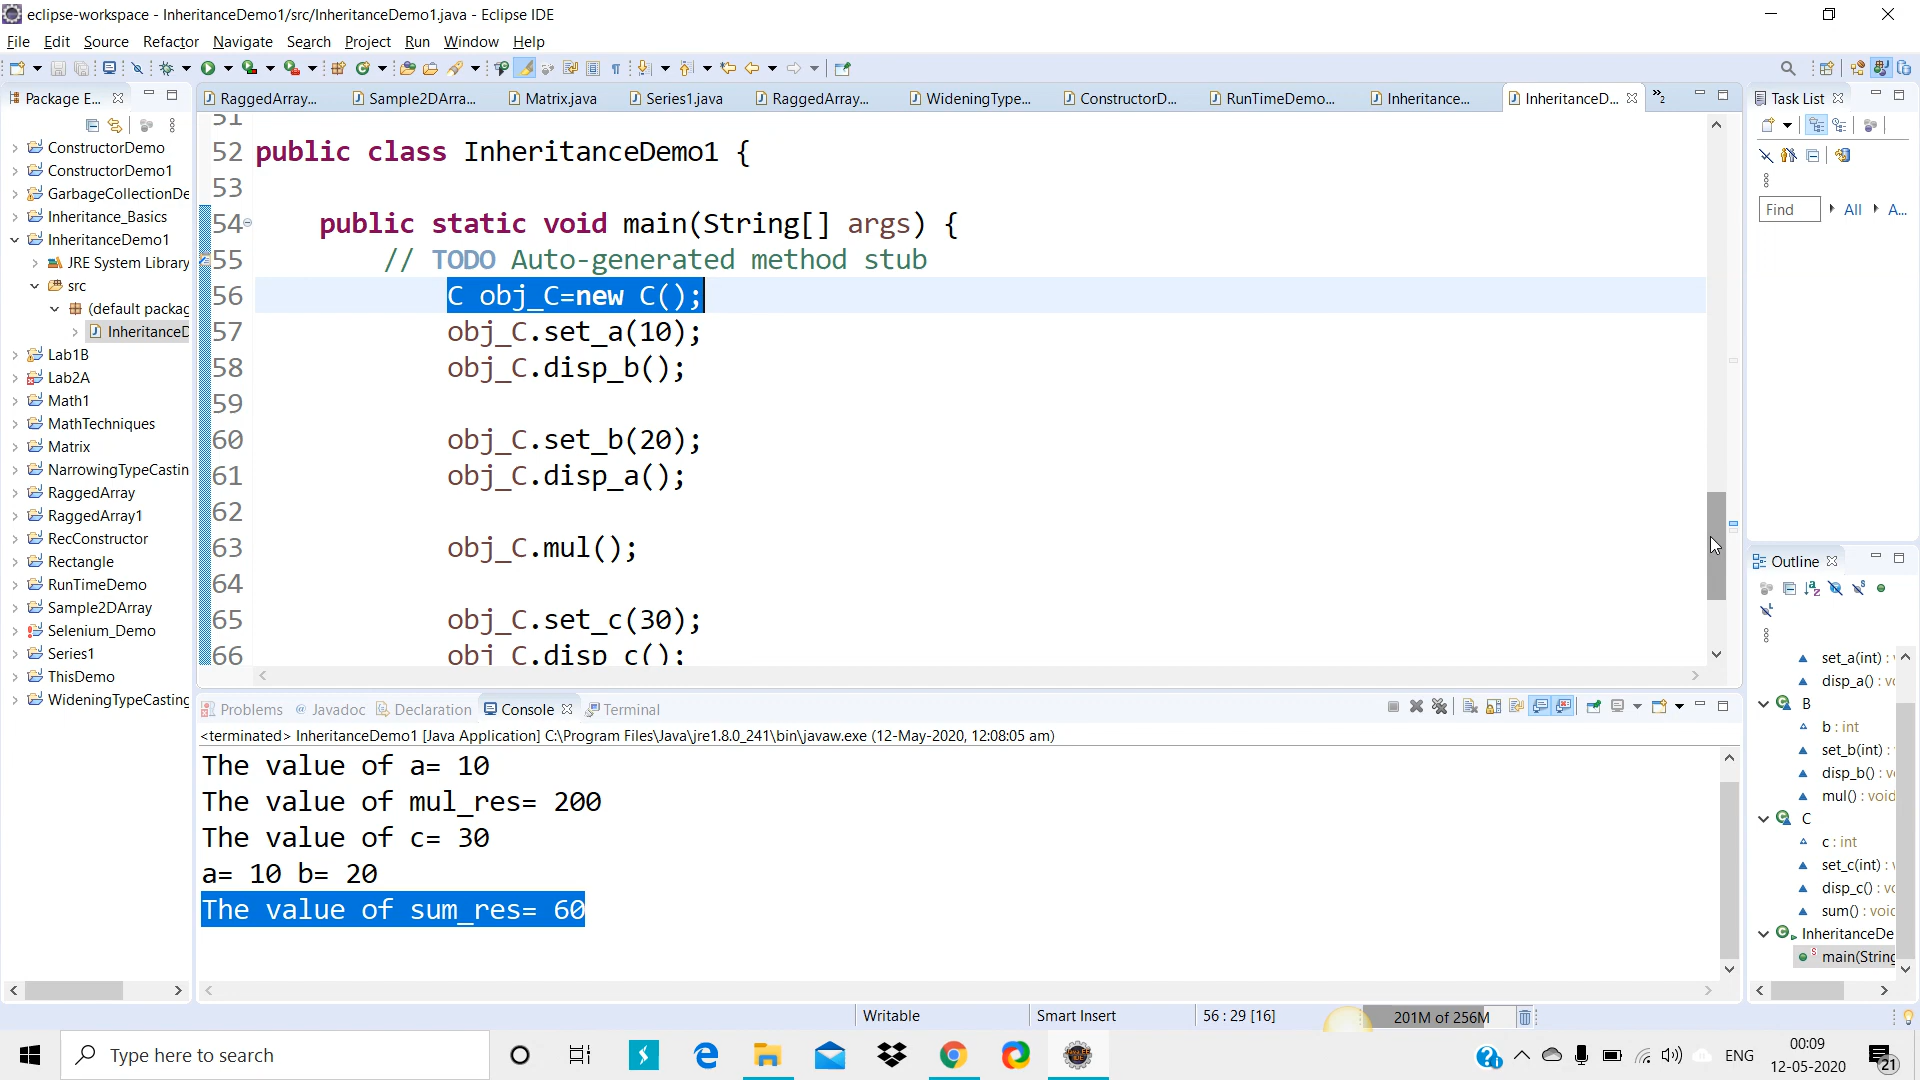 eclipse-workspace - InheritanceDemo1/src/InheritanceDemo1.java - Eclipse IDE
File Edit Source Refactor Navigate Search Project Run Window Help
Package E...
RaggedArray... Sample2DArra... Matrix.java Series1.java RaggedArray... WideningType... ConstructorD... RunTimeDemo... Inheritance... InheritanceD... »2
Task List
ConstructorDemo
ConstructorDemo1
GarbageCollectionDe
Inheritance_Basics
InheritanceDemo1
JRE System Library
src
(default packag
InheritanceD
Lab1B
Lab2A
Math1
MathTechniques
Matrix
NarrowingTypeCastin
RaggedArray
RaggedArray1
RecConstructor
Rectangle
RunTimeDemo
Sample2DArray
Selenium_Demo
Series1
ThisDemo
WideningTypeCasting
51
52 public class InheritanceDemo1 {
53
54 public static void main(String[] args) {
55 // TODO Auto-generated method stub
56 C obj_C=new C();
57 obj_C.set_a(10);
58 obj_C.disp_b();
59
60 obj_C.set_b(20);
61 obj_C.disp_a();
62
63 obj_C.mul();
64
65 obj_C.set_c(30);
66 obj_C.disp_c();
Find All A...
Outline
set_a(int) :
disp_a() : vo
B
b : int
set_b(int) :
disp_b() : v
mul() : void
C
c : int
set_c(int) :
disp_c() : vo
sum() : void
InheritanceDe
main(String
Problems Javadoc Declaration Console Terminal
<terminated> InheritanceDemo1 [Java Application] C:\Program Files\Java\jre1.8.0_241\bin\javaw.exe (12-May-2020, 12:08:05 am)
The value of a= 10
The value of mul_res= 200
The value of c= 30
a= 10 b= 20
The value of sum_res= 60
Writable Smart Insert 56 : 29 [16] 201M of 256M
Type here to search
ENG
00:09
12-05-2020
21